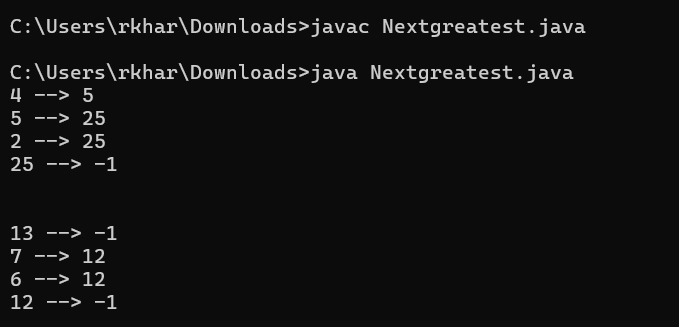 C:\Users\rkhar\Downloads>javac Nextgreatest.java
C:\Users\rkhar\Downloads>java Nextgreatest.java
4 --> 5
5 --> 25
2 --> 25
25 --> -1
13 --> -1
7 --> 12
6 --> 12
12 --> -1